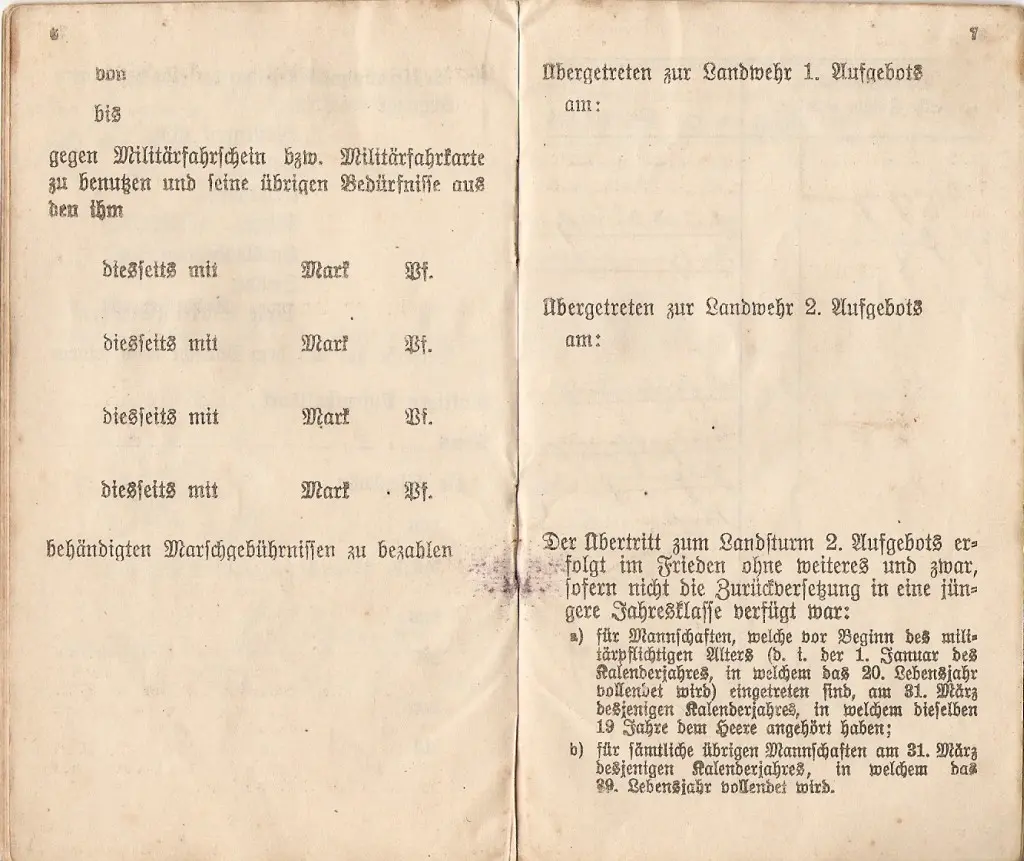 6
von
bis
gegen Militärfahrschein bzw. Militärfahrkarte
zu benutzen und seine übrigen Bedürfnisse aus
den ihm
diesseits mit Mark Pf.
diesseits mit Mark Pf.
diesseits mit Mark Pf.
diesseits mit Mark Pf.
behändigten Marschgebührnissen zu bezahlen
7
Übergetreten zur Landwehr 1. Aufgebots
am:
Übergetreten zur Landwehr 2. Aufgebots
am:
Der Übertritt zum Landsturm 2. Aufgebots er-
folgt im Frieden ohne weiteres und zwar,
sofern nicht die Zurückversetzung in eine jün-
gere Jahresklasse verfügt war:
a) für Mannschaften, welche vor Beginn des mili-
tärpflichtigen Alters (d. i. der 1. Januar des
Kalenderjahres, in welchem das 20. Lebensjahr
vollendet wird) eingetreten sind, am 31. März
desjenigen Kalenderjahres, in welchem dieselben
19 Jahre dem Heere angehört haben;
b) für sämtliche übrigen Mannschaften am 31. März
desjenigen Kalenderjahres, in welchem das
39. Lebensjahr vollendet wird.